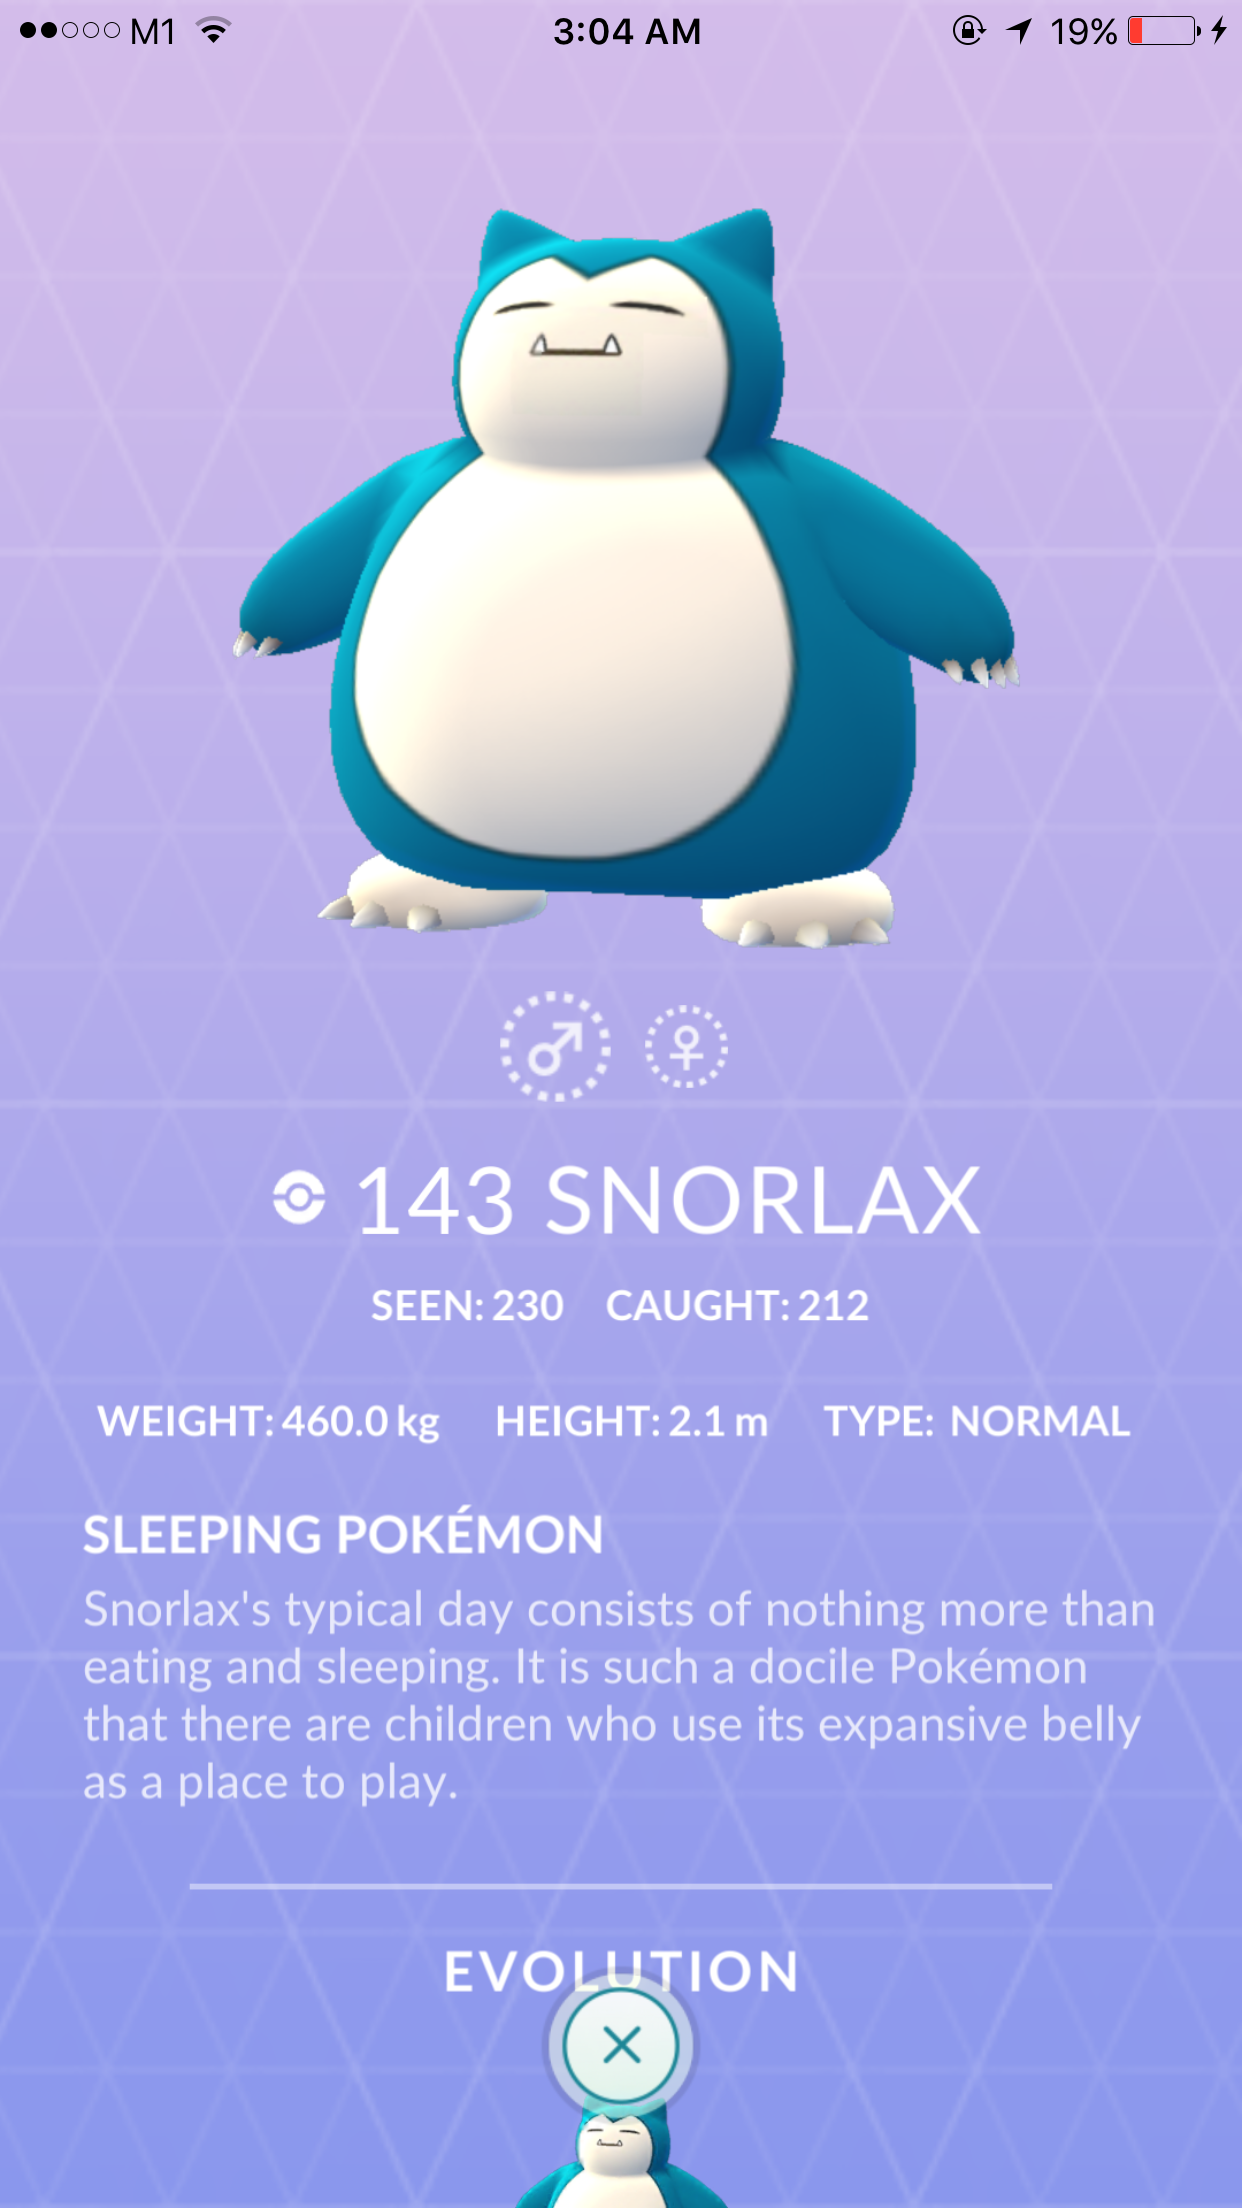 M1 3:04 AM 19%
143 SNORLAX
SEEN: 230 CAUGHT: 212
WEIGHT: 460.0 kg HEIGHT: 2.1 m TYPE: NORMAL
SLEEPING POKÉMON
Snorlax's typical day consists of nothing more than
eating and sleeping. It is such a docile Pokémon
that there are children who use its expansive belly
as a place to play.
EVOLUTION